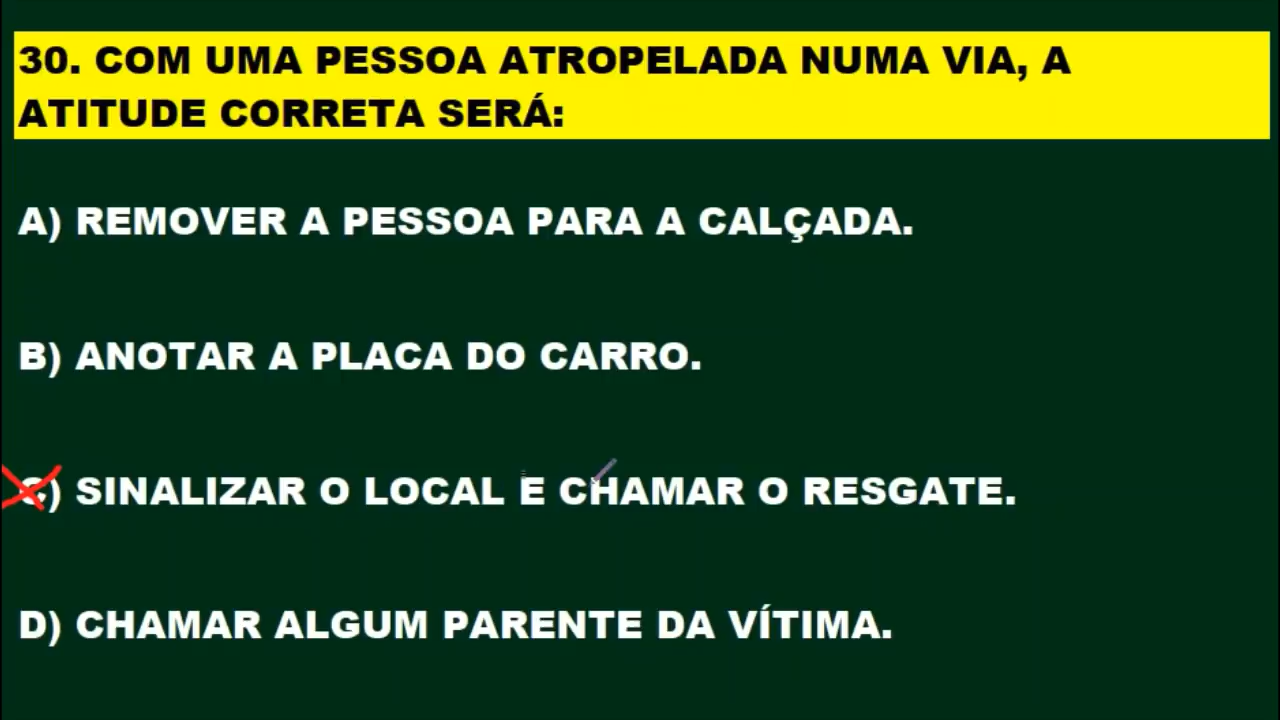 30. COM UMA PESSOA ATROPELADA NUMA VIA, A
ATITUDE CORRETA SERÁ:
A) REMOVER A PESSOA PARA A CALÇADA.
B) ANOTAR A PLACA DO CARRO.
C) SINALIZAR O LOCAL E CHAMAR O RESGATE.
D) CHAMAR ALGUM PARENTE DA VÍTIMA.